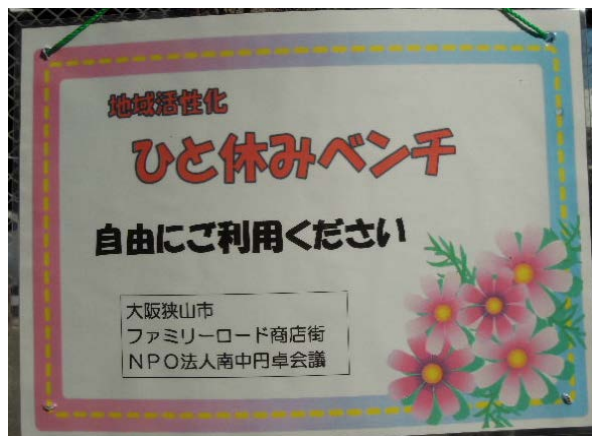 地域活性化
ひと休みベンチ
自由にご利用ください
大阪狭山市
ファミリーロード商店街
NPO法人南中円卓会議